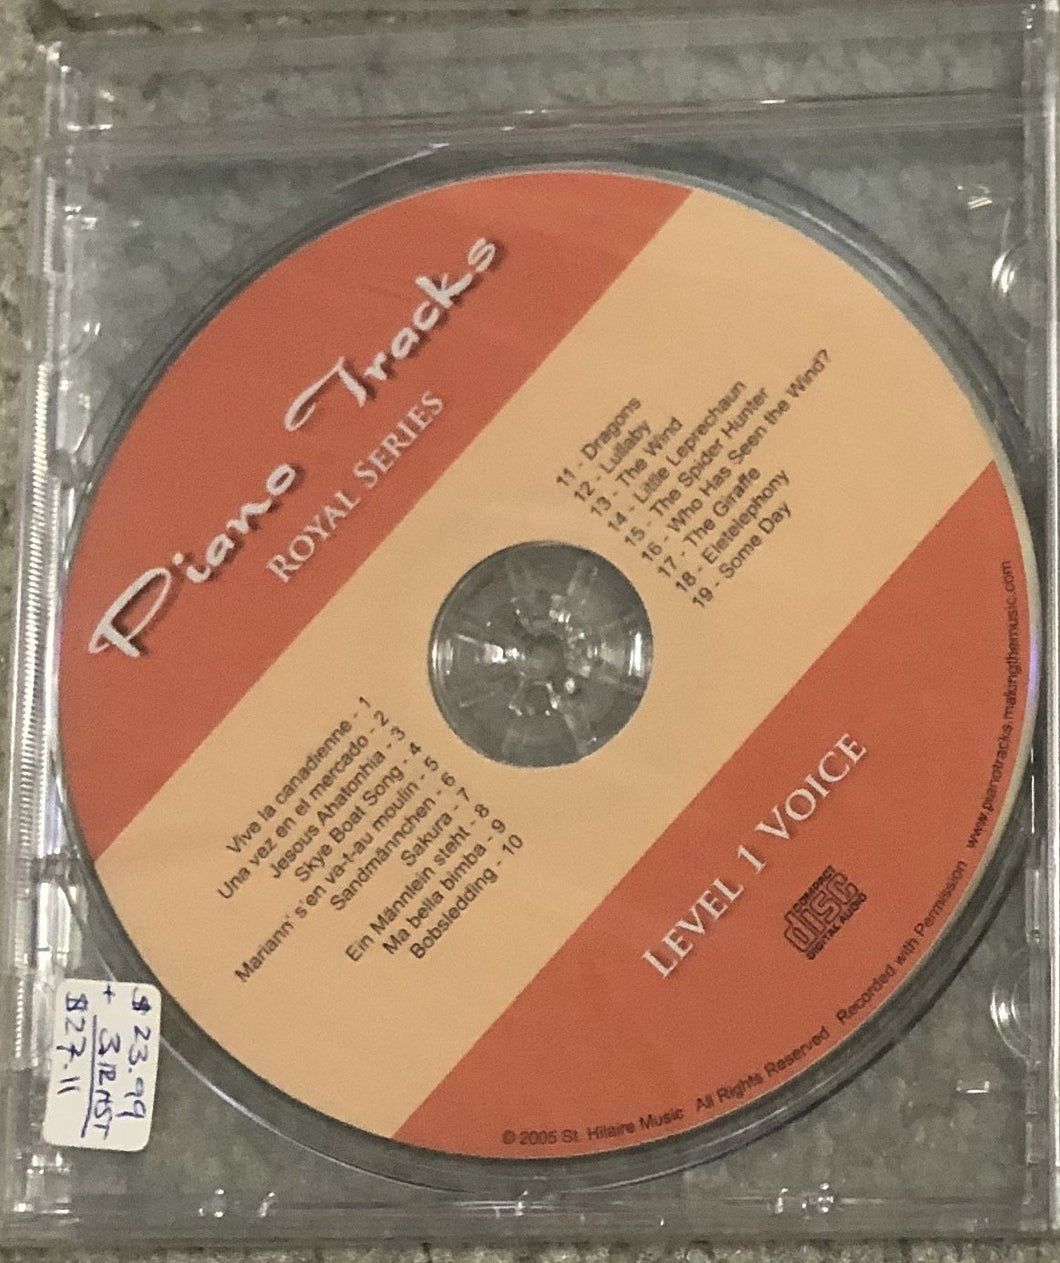 Piano Tracks
ROYAL SERIES
Vive la canadienne - 1
Una vez en el mercado - 2
Jesous Ahatonhia - 3
Skye Boat Song - 4
Mariann' s'en va-t-au moulin - 5
Sandmännchen - 6
Sakura - 7
Ein Männlein steht - 8
Ma bella bimba - 9
Bobsledding - 10
11 - Dragons
12 - Lullaby
13 - The Wind
14 - Little Leprechaun
15 - The Spider Hunter
16 - Who Has Seen the Wind?
17 - The Giraffe
18 - Eletelephony
19 - Some Day
LEVEL 1 VOICE
COMPACT
disc
DIGITAL AUDIO
© 2005 St. Hilaire Music All Rights Reserved Recorded with Permission www.pianotracks.makingthemusic.com
$23.99
+ 3.12 HST
$27.11